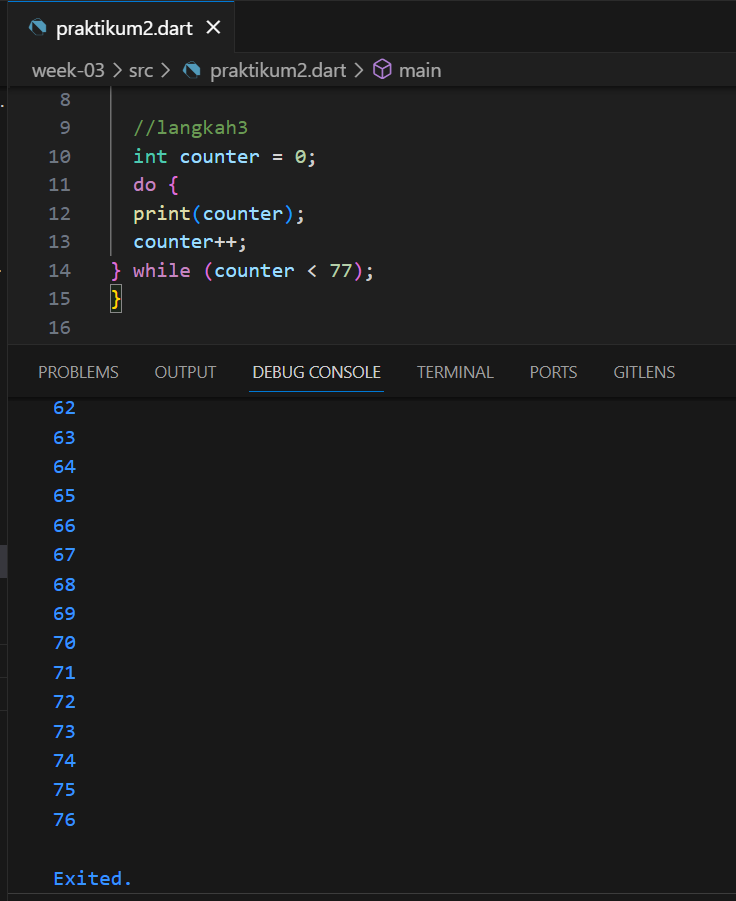 praktikum2.dart
week-03 > src > praktikum2.dart > main
8
9 //langkah3
10 int counter = 0;
11 do {
12 print(counter);
13 counter++;
14 } while (counter < 77);
15 }
16
PROBLEMS OUTPUT DEBUG CONSOLE TERMINAL PORTS GITLENS
62
63
64
65
66
67
68
69
70
71
72
73
74
75
76
Exited.